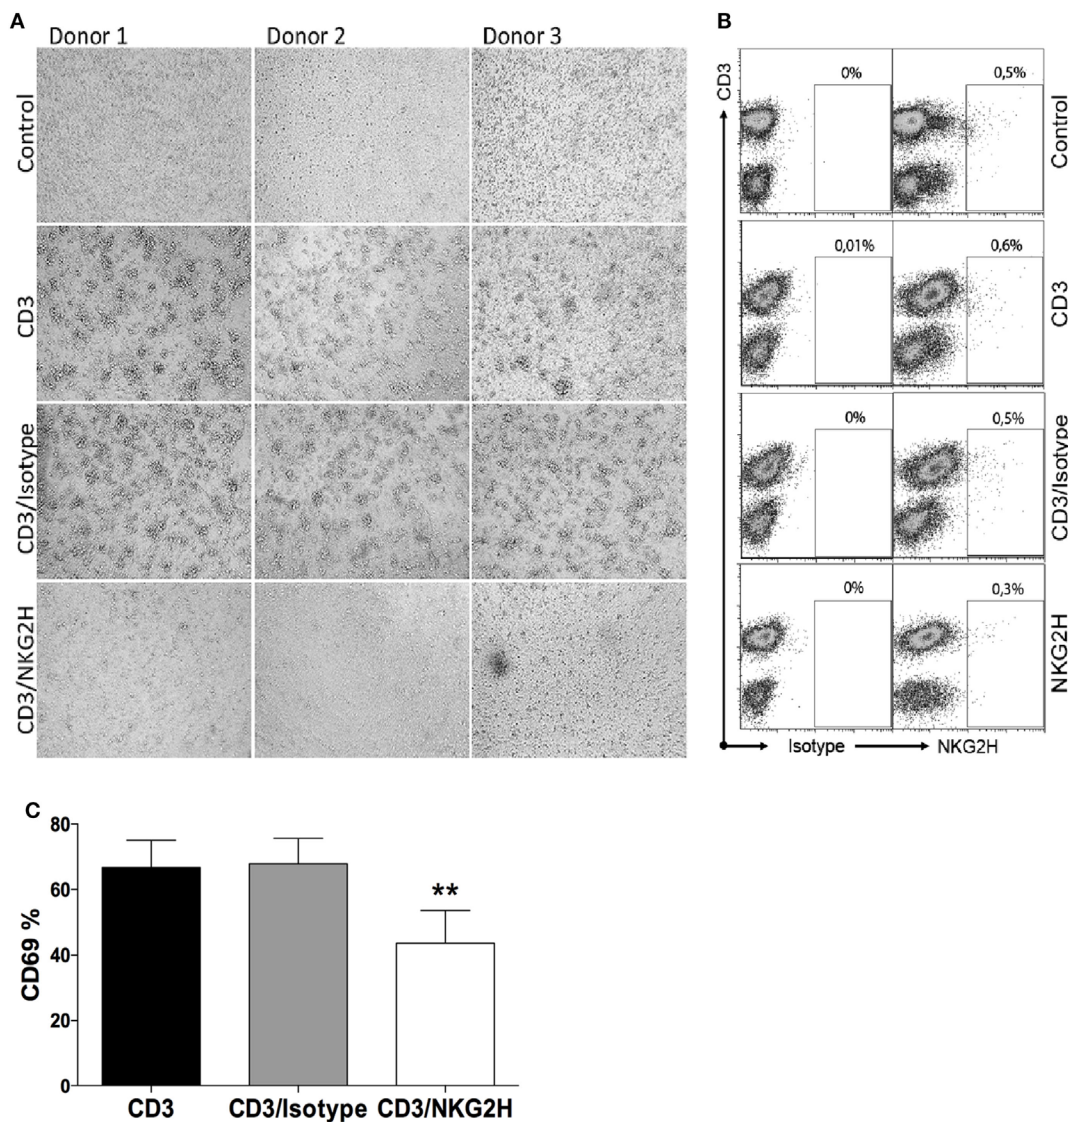 A
Donor 1
Donor 2
Donor 3
Control
CD3
CD3/Isotype
CD3/NKG2H
B
CD3
0%
0,5%
Control
0,01%
0,6%
CD3
0%
0,5%
CD3/Isotype
0%
0,3%
NKG2H
Isotype
NKG2H
C
CD69 %
80
60
40
20
0
**
CD3
CD3/Isotype
CD3/NKG2H